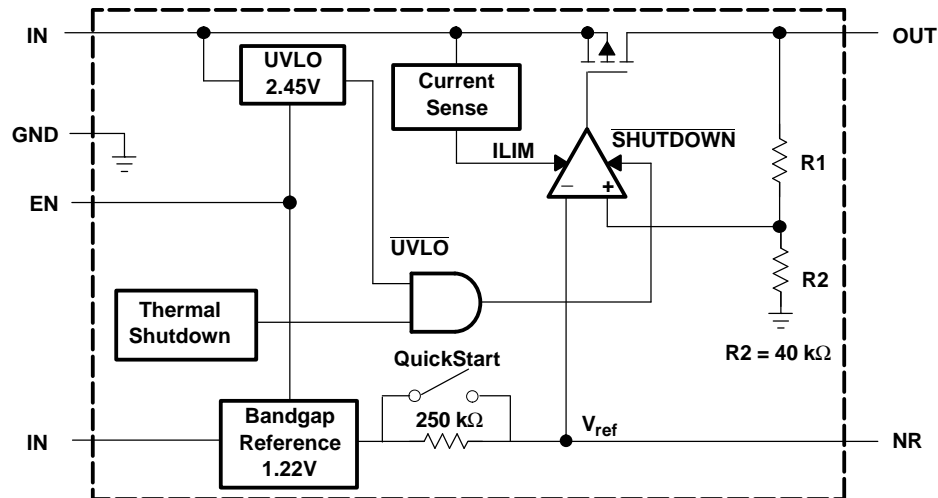 IN
OUT
UVLO
2.45V
Current
Sense
GND
SHUTDOWN
ILIM
R1
EN
UVLO
R2
Thermal
Shutdown
R2 = 40 kΩ
QuickStart
250 kΩ
IN
Bandgap
Reference
1.22V
Vref
NR
− +